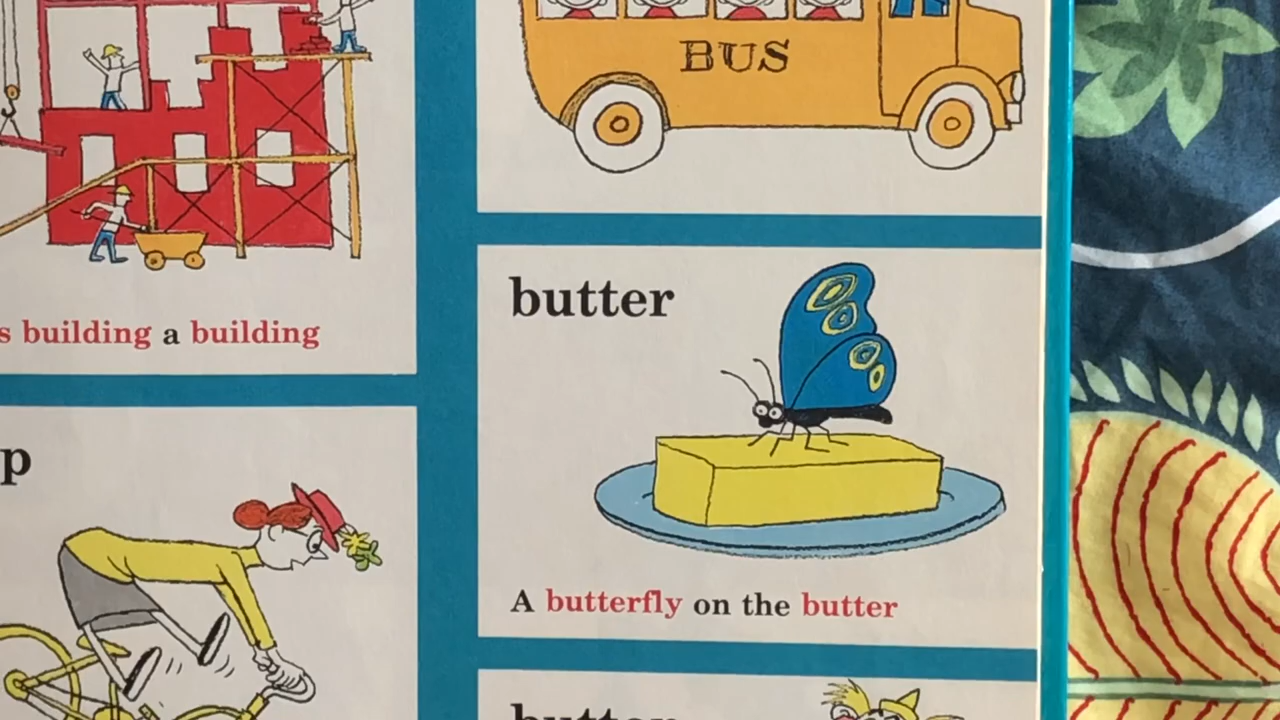 s building a building
p
BUS
butter
A butterfly on the butter